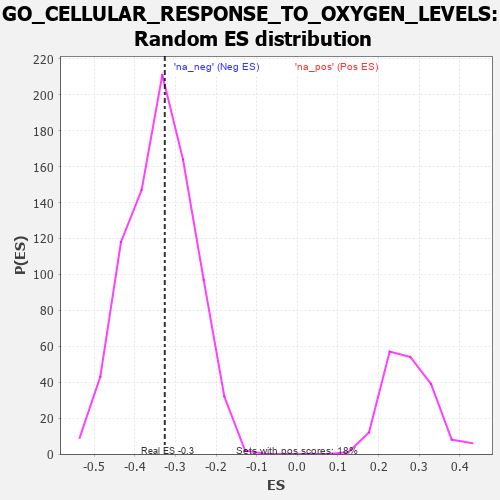 GO_CELLULAR_RESPONSE_TO_OXYGEN_LEVELS:
Random ES distribution
'na_neg' (Neg ES)
'na_pos' (Pos ES)
220
200
180
160
140
120
100
80
60
40
20
0
P(ES)
Real ES -0.3
Sets with pos scores: 18%
-0.5 -0.4 -0.3 -0.2 -0.1 0.0 0.1 0.2 0.3 0.4
ES